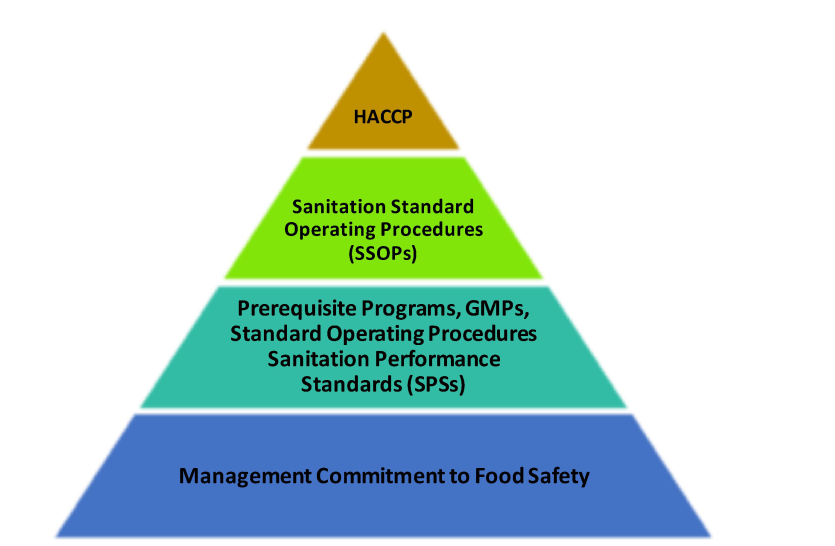 HACCP
Sanitation Standard
Operating Procedures
(SSOPs)
Prerequisite Programs, GMPs,
Standard Operating Procedures
Sanitation Performance
Standards (SPSs)
Management Commitment to Food Safety